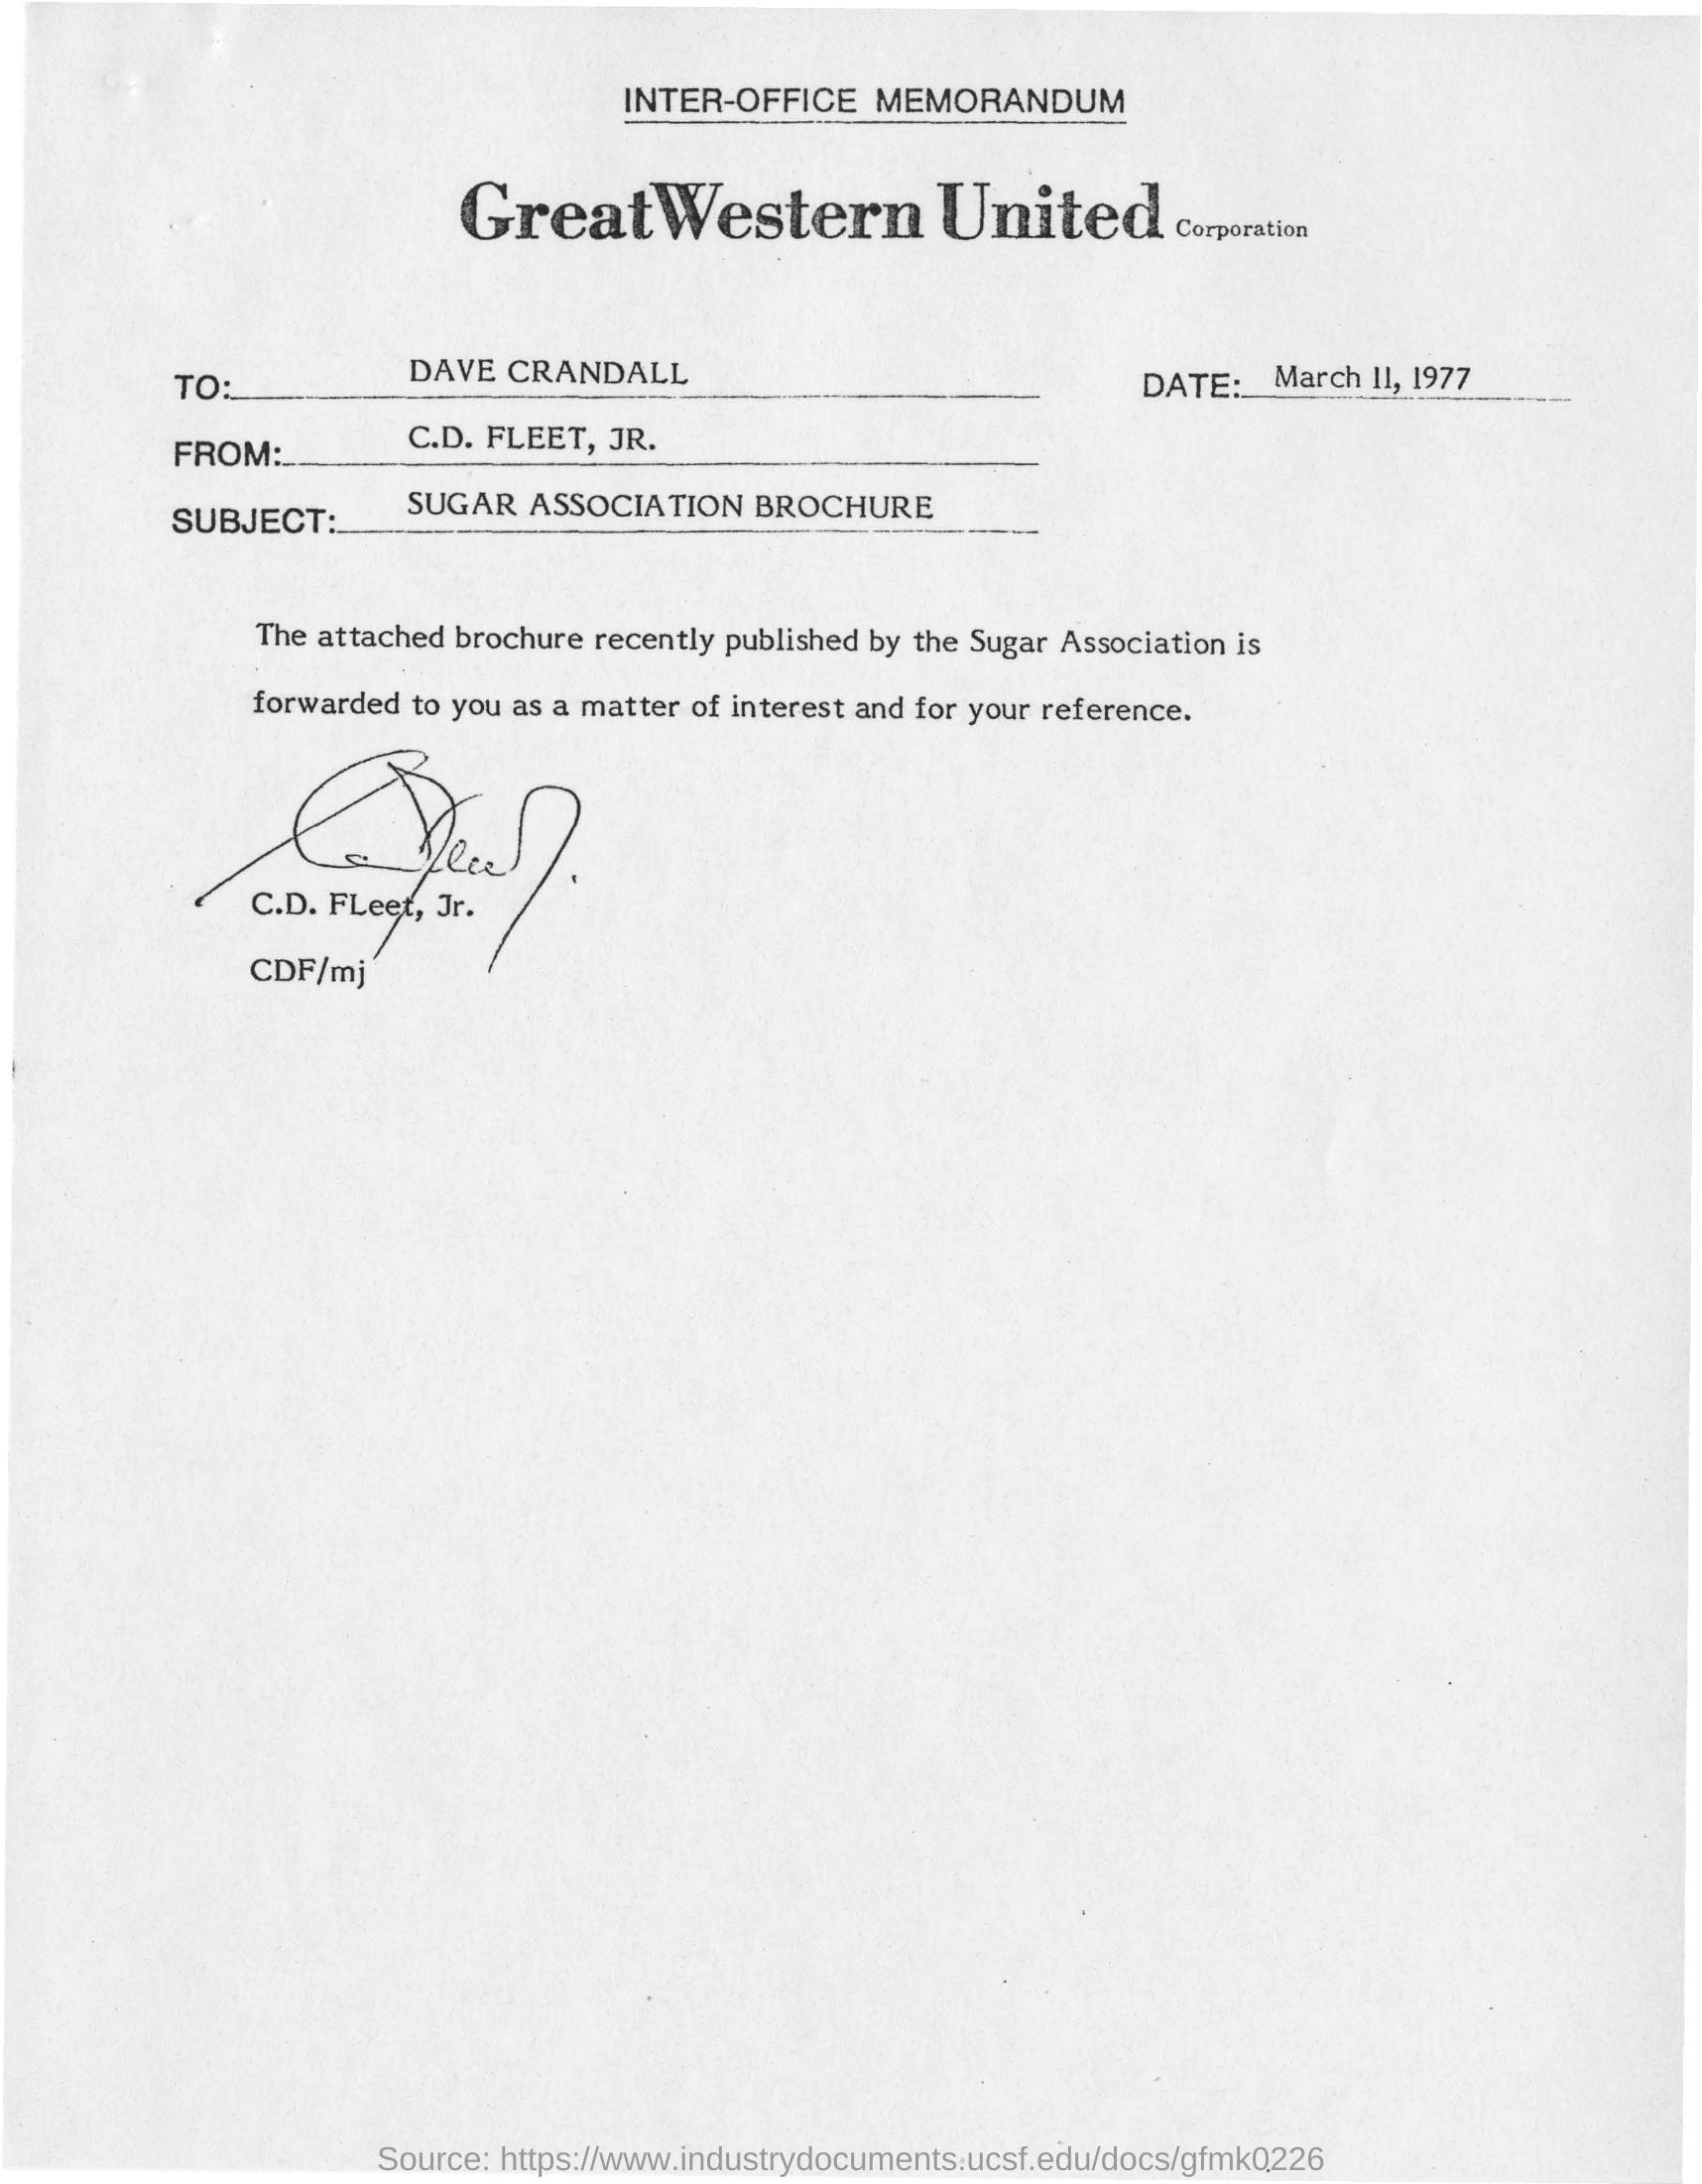 INTER-OFFICE MEMORANDUM
Great Western United Corporation
TO: DAVE CRANDALL DATE: March 11, 1977
FROM: C.D. FLEET, JR.
SUBJECT: SUGAR ASSOCIATION BROCHURE
The attached brochure recently published by the Sugar Association is
forwarded to you as a matter of interest and for your reference.
C.D. FLeet, Jr.
CDF/mj
Source: https://www.industrydocuments.ucsf.edu/docs/gfmk0226